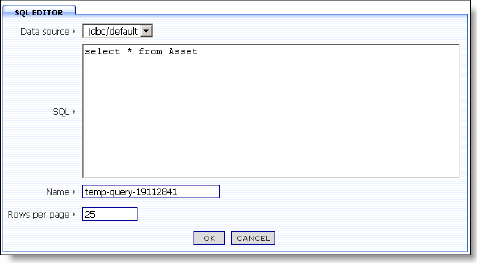 SQL EDITOR
Data source jdbc/default
select * from Asset
SQL
Name temp-query-19112841
Rows per page 25
OK CANCEL